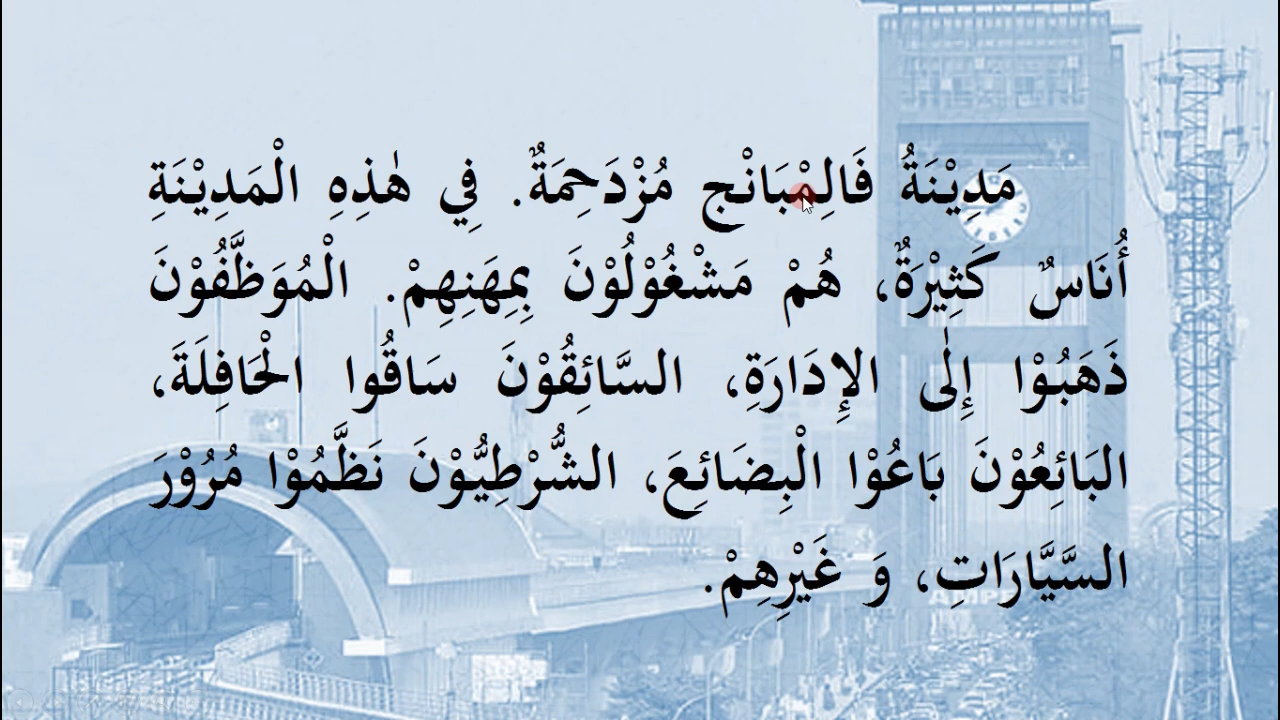 مَدِيْنَةُ فَالِمْبَانْج مُزْدَحِمَةٌ. فِي هٰذِهِ الْمَدِيْنَةِ
أُنَاسٌ كَثِيْرَةٌ، هُمْ مَشْغُوْلُوْنَ بِمِهَنِهِمْ. الْمُوَظَّفُوْنَ
ذَهَبُوْا إِلٰى الإِدَارَةِ، السَّائِقُوْنَ سَاقُوا الْحَافِلَةَ،
البَائِعُوْنَ بَاعُوْا الْبِضَائِعَ، الشُّرْطِيُّوْنَ نَظَّمُوْا مُرُوْرَ
السَّيَّارَاتِ، وَ غَيْرِهِمْ.